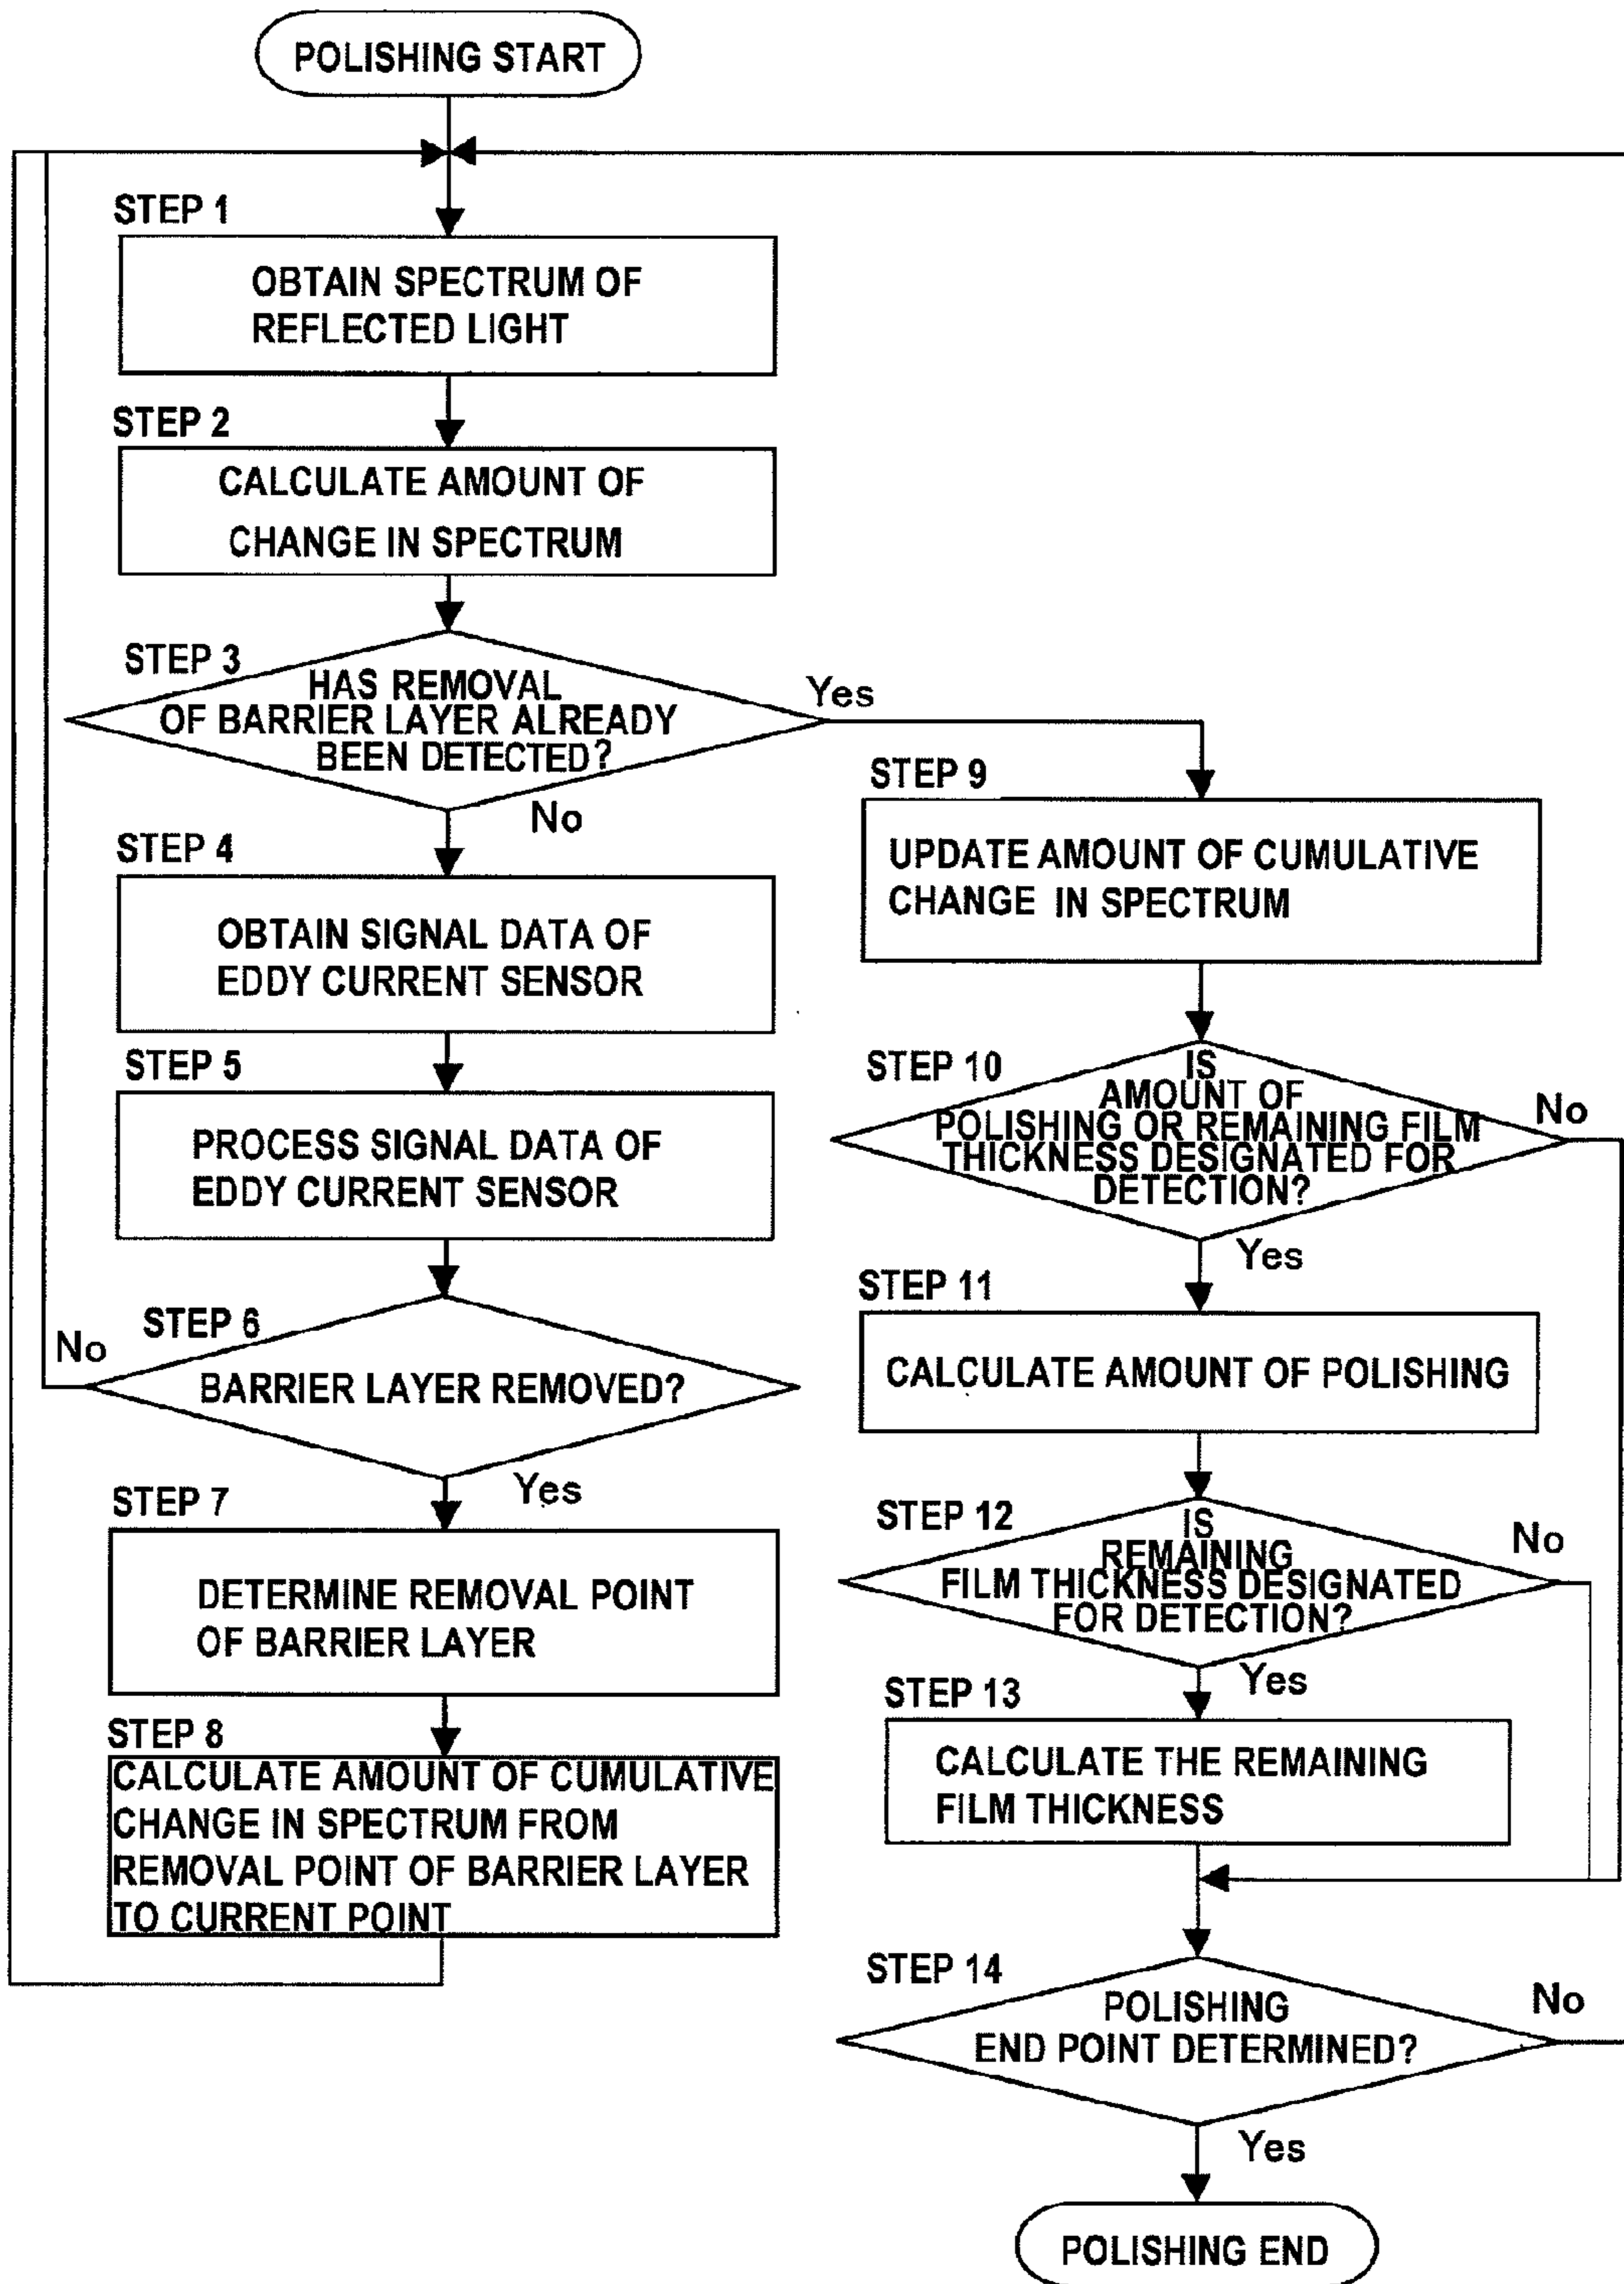 POLISHING START
STEP 1
OBTAIN SPECTRUM OF
REFLECTED LIGHT
STEP 2
CALCULATE AMOUNT OF
CHANGE IN SPECTRUM
STEP 3
HAS REMOVAL
OF BARRIER LAYER ALREADY
BEEN DETECTED?
Yes
No
STEP 4
OBTAIN SIGNAL DATA OF
EDDY CURRENT SENSOR
STEP 5
PROCESS SIGNAL DATA OF
EDDY CURRENT SENSOR
STEP 6
No
BARRIER LAYER REMOVED?
Yes
STEP 7
DETERMINE REMOVAL POINT
OF BARRIER LAYER
STEP 8
CALCULATE AMOUNT OF CUMULATIVE
CHANGE IN SPECTRUM FROM
REMOVAL POINT OF BARRIER LAYER
TO CURRENT POINT
STEP 9
UPDATE AMOUNT OF CUMULATIVE
CHANGE IN SPECTRUM
STEP 10
IS
AMOUNT OF
POLISHING OR REMAINING FILM
THICKNESS DESIGNATED FOR
DETECTION?
No
Yes
STEP 11
CALCULATE AMOUNT OF POLISHING
STEP 12
IS
REMAINING
FILM THICKNESS DESIGNATED
FOR DETECTION?
No
Yes
STEP 13
CALCULATE THE REMAINING
FILM THICKNESS
STEP 14
POLISHING
END POINT DETERMINED?
No
Yes
POLISHING END